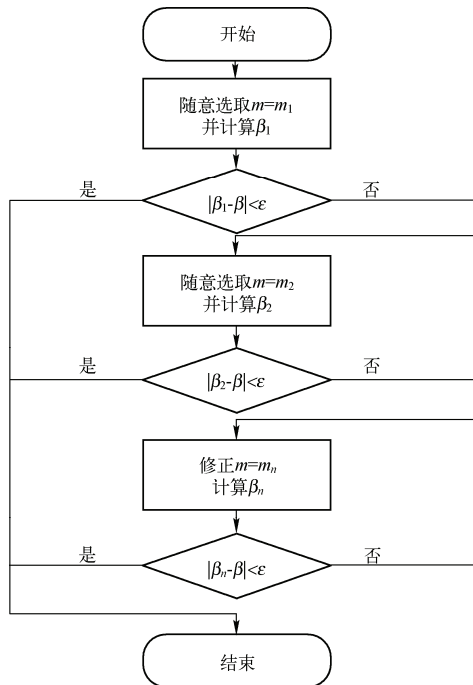 开始
随意选取m=m₁
并计算β₁
是
否
|β₁-β|<ε
随意选取m=m₂
并计算β₂
是
否
|β₂-β|<ε
修正m=mₙ
计算βₙ
是
否
|βₙ-β|<ε
结束